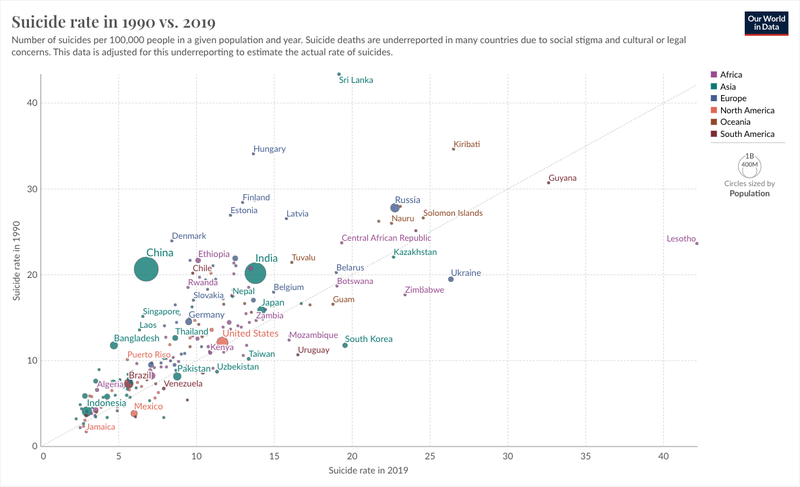 Suicide rate in 1990 vs. 2019
Our World
in Data
Number of suicides per 100,000 people in a given population and year. Suicide deaths are underreported in many countries due to social stigma and cultural or legal
concerns. This data is adjusted for this underreporting to estimate the actual rate of suicides.
Africa
Asia
Europe
North America
Oceania
South America
1B
400M
Circles sized by
Population
Suicide rate in 1990
40
30
20
10
0
Sri Lanka
Hungary
Kiribati
Guyana
Finland
Estonia
Latvia
Russia
Nauru
Solomon Islands
Denmark
Central African Republic
Lesotho
China
Ethiopia
India
Tuvalu
Kazakhstan
Chile
Belarus
Ukraine
Rwanda
Botswana
Slovakia
Nepal
Belgium
Zimbabwe
Guam
Singapore
Germany
Japan
Zambia
Laos
Thailand
United States
Mozambique
South Korea
Bangladesh
Kenya
Taiwan
Uruguay
Puerto Rico
Brazil
Pakistan
Uzbekistan
Algeria
Venezuela
Indonesia
Mexico
Jamaica
0
5
10
15
20
25
30
35
40
Suicide rate in 2019